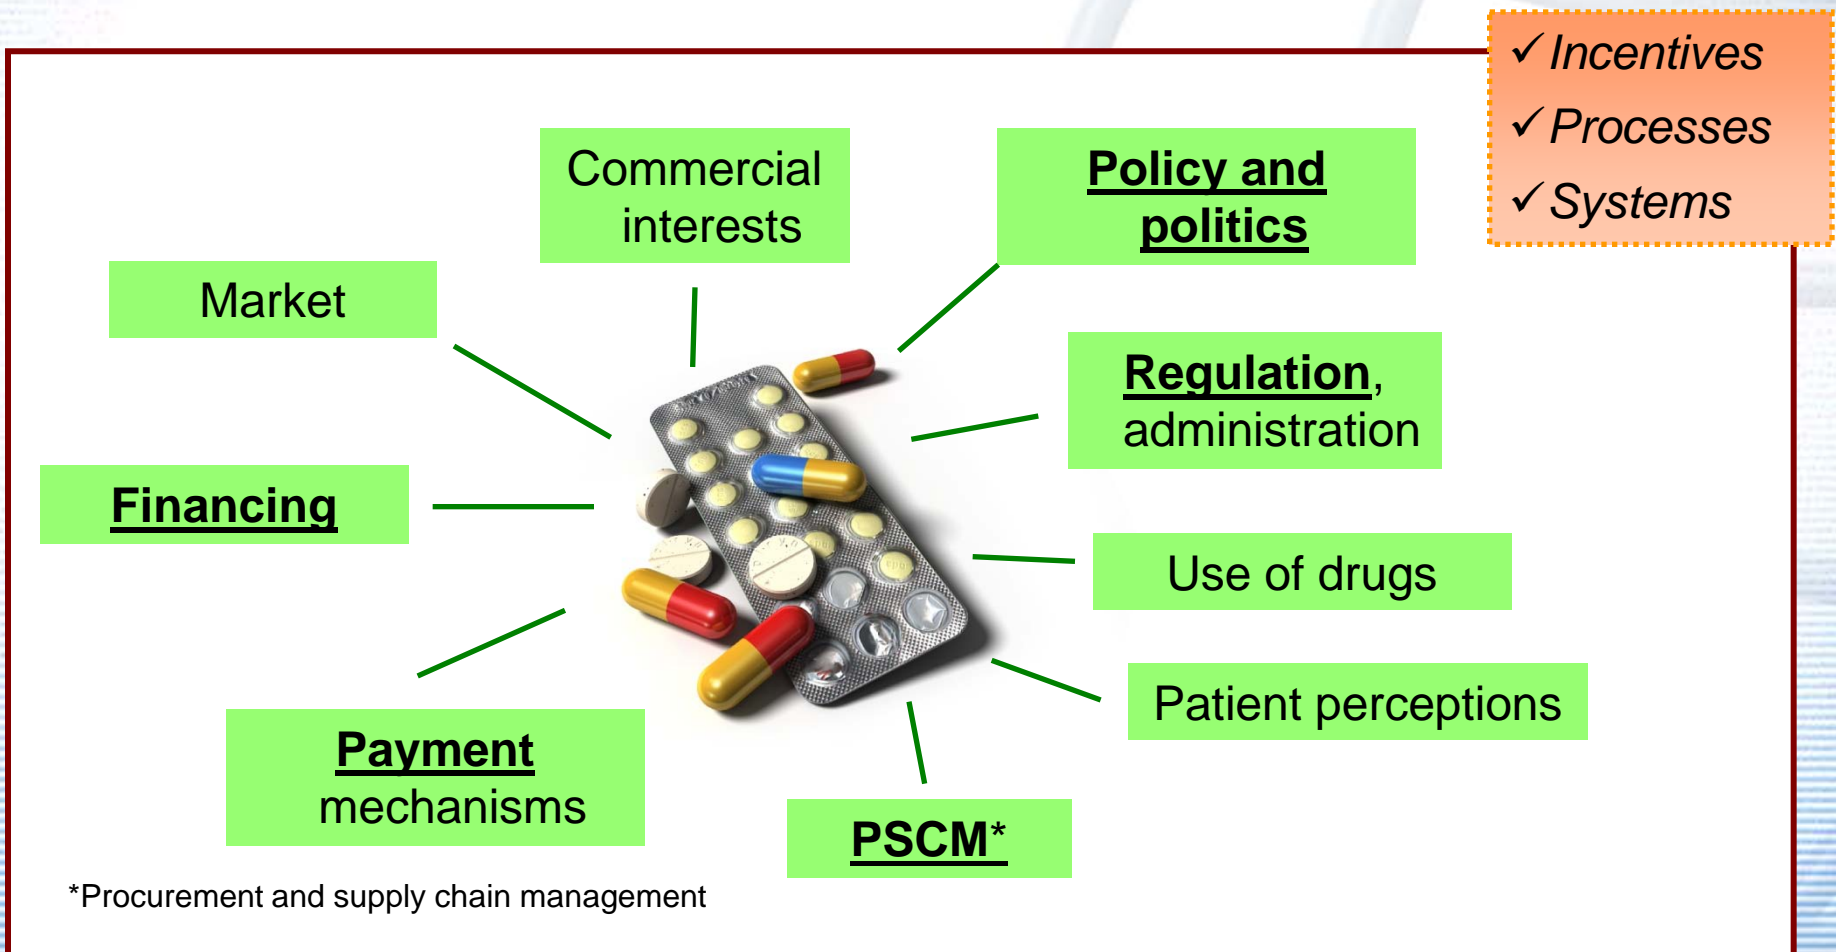 ✓Incentives
✓Processes
✓Systems
Commercial
interests
Policy and
politics
Market
Regulation,
administration
Financing
Use of drugs
Patient perceptions
Payment
mechanisms
PSCM*
*Procurement and supply chain management